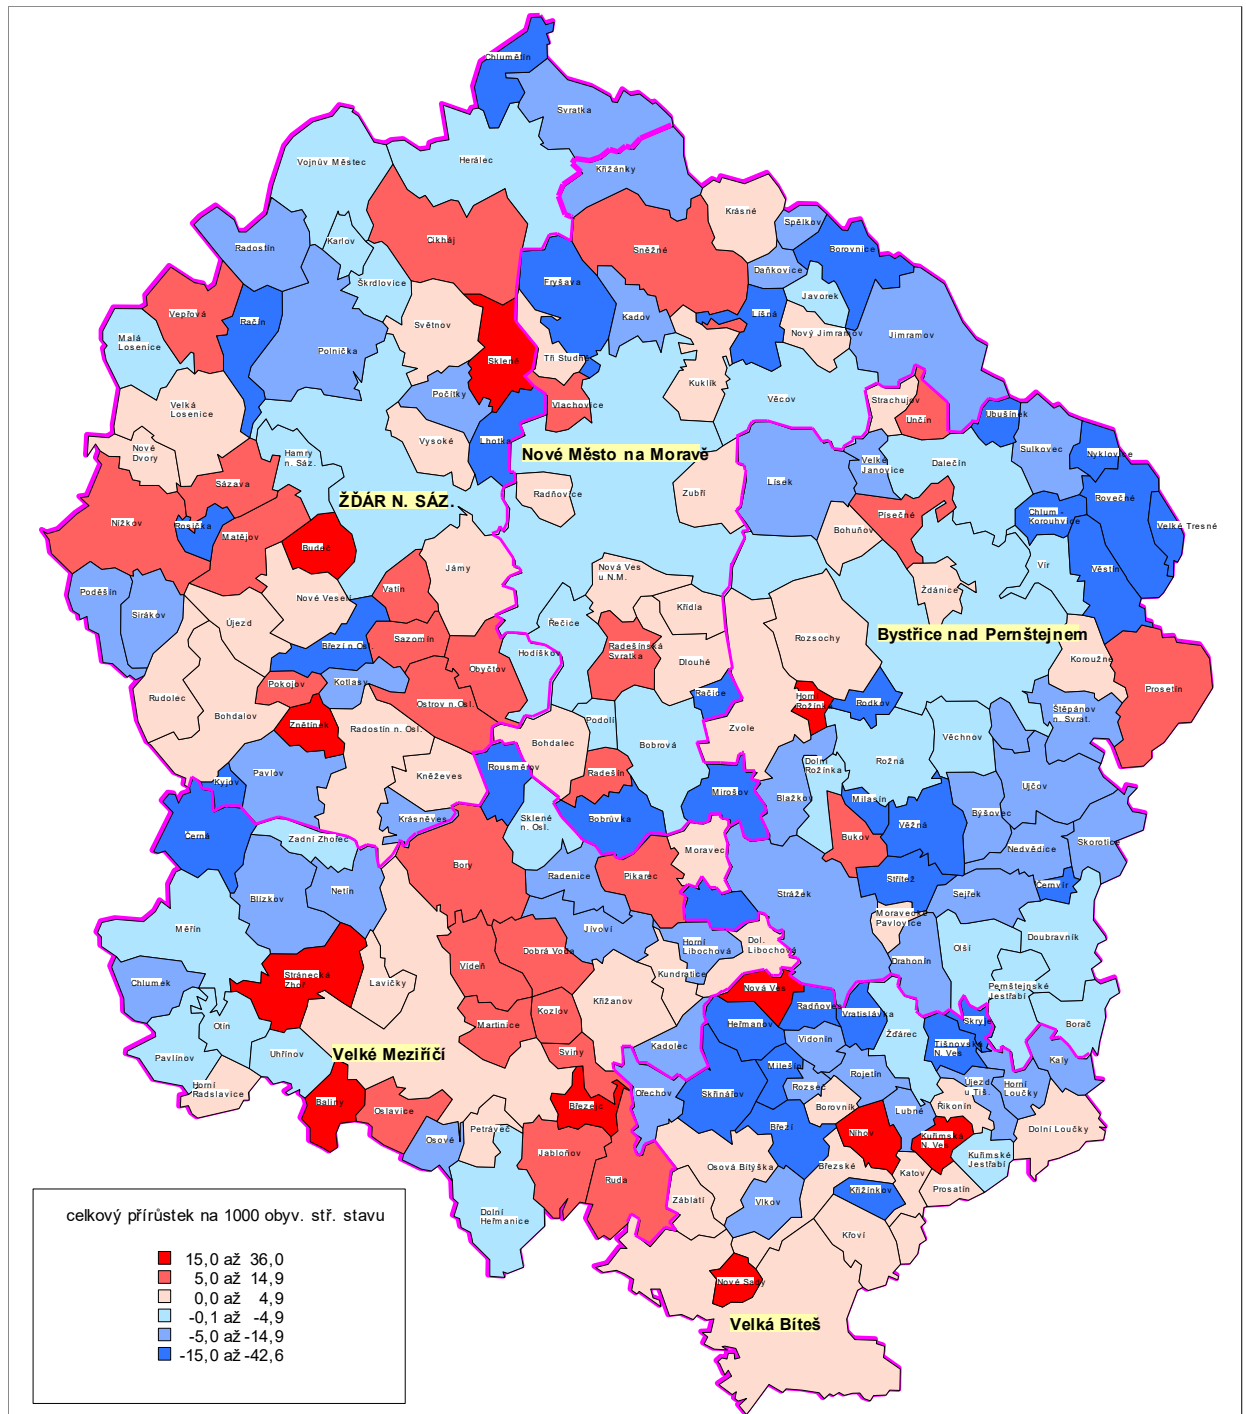 Chlumětín
Svratka
Vojnův Městec
Herálec
Křižánky
Krásné
Spělkov
Radostín
Karlov
Cikháj
Sněžné
Borovnice
Daňkovice
Škrdlovice
Fryšava
Javorek
Vepřová
Račín
Světnov
Kadov
Líšná
Malá
Losenice
Polnička
Nový Jimramov
Jimramov
Sklené
Tři Studně
Kuklík
Počítky
Věcov
Strachujov
Velká
Losenice
Vlachovice
Unčín
Ubušínek
Nové
Dvory
Vysoké
Lhotka
Sulkovec
Nyklovice
Hamry
n. Sáz.
Nové Město na Moravě
Velké
Janovice
Dalečín
Sázava
Lísek
Rovečné
ŽĎÁR N. SÁZ.
Radňovice
Zubří
Písečné
Chlum -
Korouhvice
Velké Tresné
Nížkov
Rosička
Matějov
Bohuňov
Budeč
Jámy
Nová Ves
u N.M.
Vír
Věstín
Poděšín
Sirákov
Nové Veselí
Vatín
Ždánice
Újezd
Řečice
Křídla
Březí n.Osl.
Sazomín
Radešínská
Svratka
Rozsochy
Bystřice nad Pernštejnem
Hodíškov
Dlouhé
Koroužné
Rudolec
Pokojov
Kotlasy
Obyčtov
Prosetín
Bohdalov
Znětínek
Ostrov n.Osl.
Račice
Horní
Rožínka
Rodkov
Štěpánov
n. Svrat.
Radostín n. Osl.
Podolí
Zvole
Věchnov
Bohdalec
Bobrová
Dolní
Rožínka
Rožná
Kyjov
Pavlov
Kněževes
Rousměrov
Radešín
Mirošov
Blažkov
Milasín
Ujčov
Krásněves
Sklené
n. Osl.
Bobrůvka
Býšovec
Černá
Zadní Zhořec
Bukov
Věžná
Skorotice
Moravec
Nedvědice
Bory
Radenice
Pikárec
Střítež
Netín
Strážek
Sejřek
Černvír
Blízkov
Moravecké
Pavlovice
Měřín
Jívoví
Horní
Libochová
Dol.
Libochová
Doubravník
Vídeň
Dobrá Voda
Olší
Drahonín
Chlumek
Stránecká
Zhoř
Lavičky
Kundratice
Nová Ves
Pernštejnské
Jestřabí
Křižanov
Radňoves
Vratislávka
Otín
Martinice
Kozlov
Heřmanov
Skryje
Borač
Vidonín
Žďárec
Tišnovská
N. Ves
Pavlínov
Uhřínov
Velké Meziříčí
Sviny
Kadolec
Milešín
Kaly
Rojetín
Horní
Radslavice
Ořechov
Skřinářov
Rozseč
Újezd
u Tiš.
Horní
Loučky
Baliny
Oslavice
Březejc
Borovník
Lubné
Řikonín
Petráveč
Březí
Níhov
Kuřimská
N. Ves
Dolní Loučky
Osové
Jabloňov
Osová Bítýška
Březské
Kuřimské
Jestřabí
Katov
Ruda
Záblatí
Vlkov
Křižínkov
Prosatín
Dolní
Heřmanice
Křoví
Nové Sady
Velká Bíteš
celkový přírůstek na 1000 obyv. stř. stavu
15,0 až 36,0
5,0 až 14,9
0,0 až 4,9
-0,1 až -4,9
-5,0 až -14,9
-15,0 až -42,6